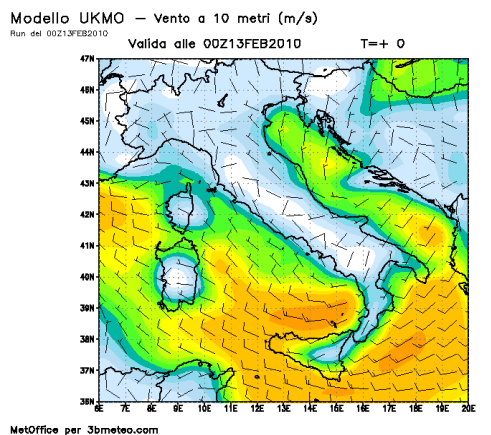 Modello UKMO – Vento a 10 metri (m/s)
Run del 00Z13FEB2010
Valida alle 00Z13FEB2010 T=+ 0
47N
46N
45N
44N
43N
42N
41N
40N
39N
38N
37N
36N
6E 7E 8E 9E 10E 11E 12E 13E 14E 15E 16E 17E 18E 19E 20E
MetOffice per 3bmeteo.com